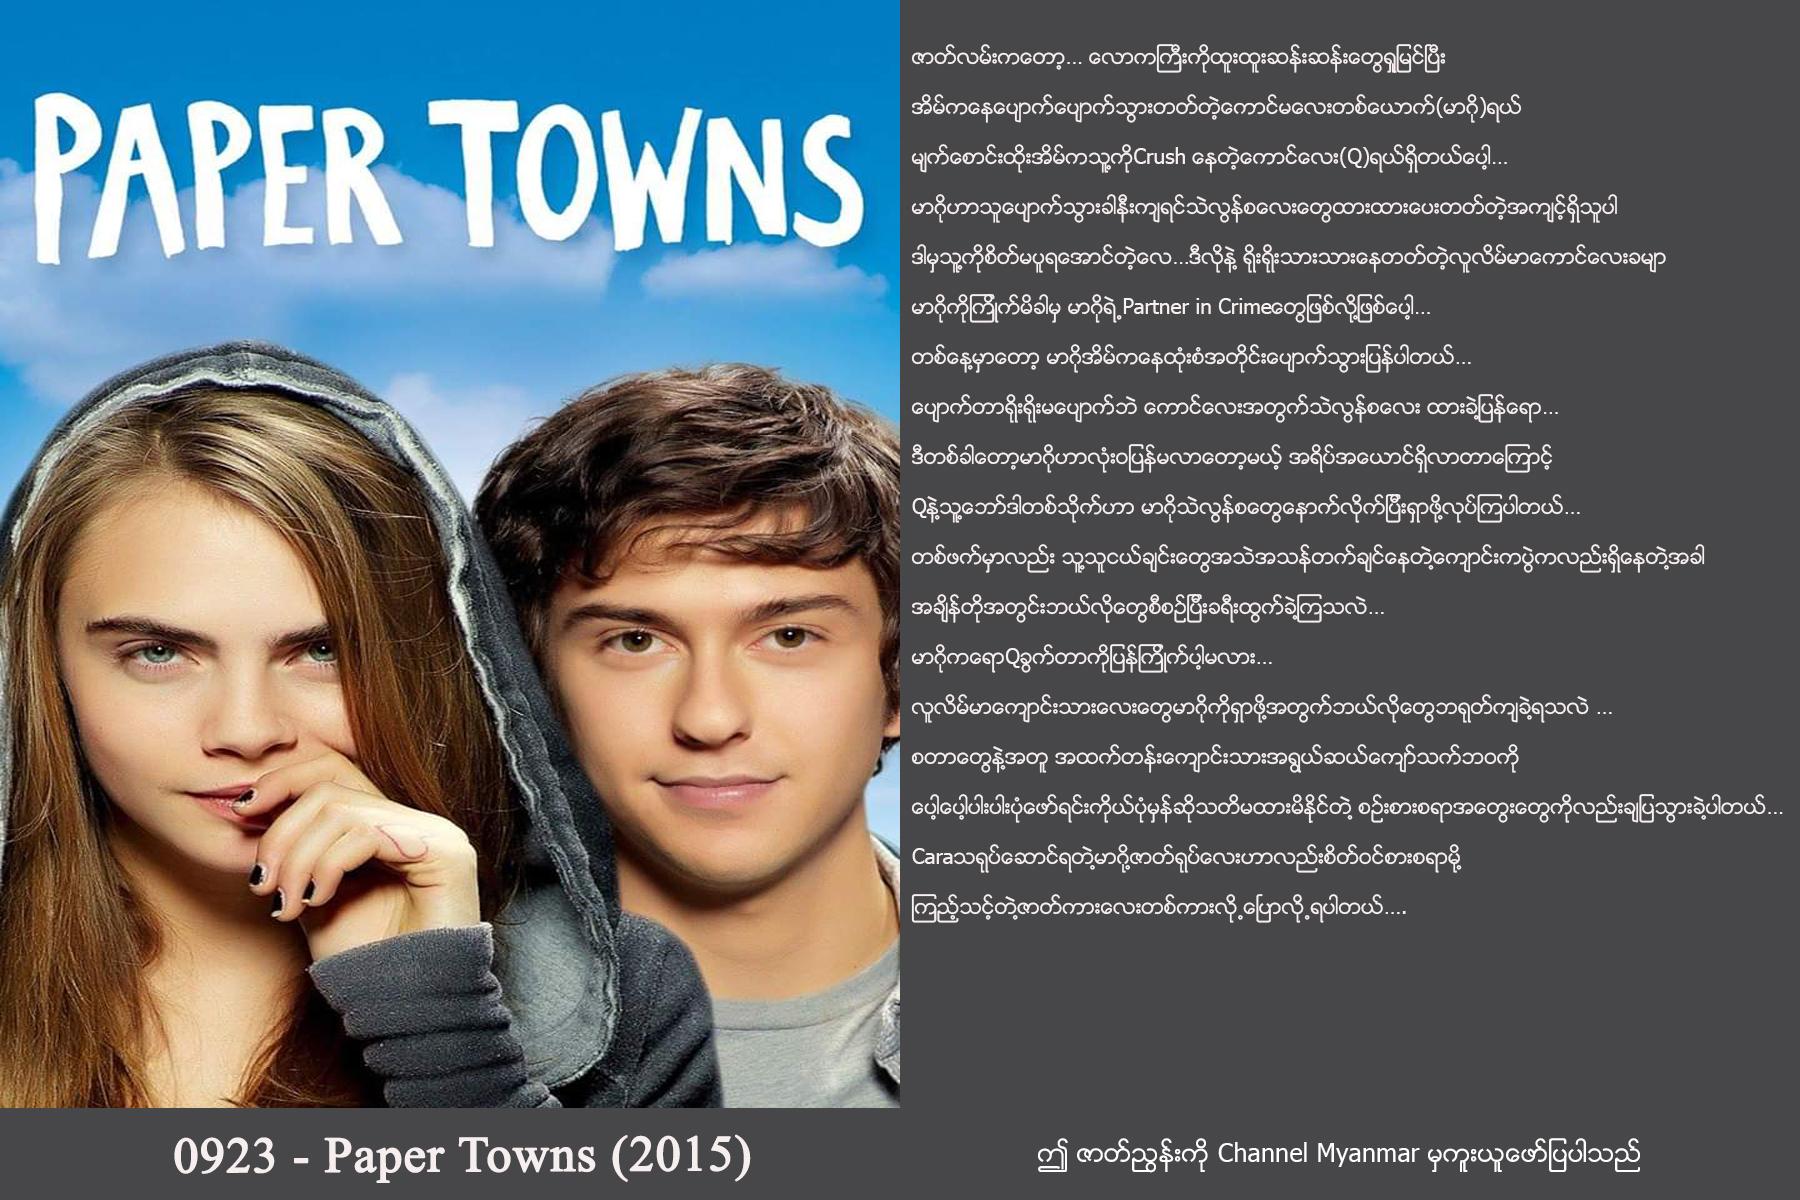 PAPER TOWNS
ဇာတ်လမ်းကတော့... လောကကြီးကိုထူးထူးဆန်းဆန်းတွေရှုမြင်ပြီး
အိမ်ကနေပျောက်ပျောက်သွားတတ်တဲ့ကောင်မလေးတစ်ယောက်(မာဂို)ရယ်
မျက်စောင်းထိုးအိမ်ကသူ့ကိုCrush နေတဲ့ကောင်လေး(Q)ရယ်ရှိတယ်ပေါ့...
မာဂိုဟာသူပျောက်သွားခါနီးကျရင်သဲလွန်စလေးတွေထားထားပေးတတ်တဲ့အကျင့်ရှိသူပါ
ဒါမှသူ့ကိုစိတ်မပူရအောင်တဲ့လေ...ဒီလိုနဲ့ ရိုးရိုးသားသားနေတတ်တဲ့လူလိမ်မာကောင်လေးခမျာ
မာဂိုကိုကြိုက်မိခါမှ မာဂိုရဲ့Partner in Crimeတွေဖြစ်လို့ဖြစ်ပေါ့...
တစ်နေ့မှာတော့ မာဂိုအိမ်ကနေထုံးစံအတိုင်းပျောက်သွားပြန်ပါတယ်...
ပျောက်တာရိုးရိုးမပျောက်ဘဲ ကောင်လေးအတွက်သဲလွန်စလေး ထားခဲ့ပြန်ရော...
ဒီတစ်ခါတော့မာဂိုဟာလုံးဝပြန်မလာတော့မယ့် အရိပ်အယောင်ရှိလာတာကြောင့်
Qနဲ့သူ့ဘော်ဒါတစ်သိုက်ဟာ မာဂိုသဲလွန်စတွေနောက်လိုက်ပြီးရှာဖို့လုပ်ကြပါတယ်...
တစ်ဖက်မှာလည်း သူ့သူငယ်ချင်းတွေအသဲအသန်တက်ချင်နေတဲ့ကျောင်းကပွဲကလည်းရှိနေတဲ့အခါ
အချိန်တိုအတွင်းဘယ်လိုတွေစီစဉ်ပြီးခရီးထွက်ခဲ့ကြသလဲ...
မာဂိုကရောQခွက်တာကိုပြန်ကြိုက်ပါ့မလား...
လူလိမ်မာကျောင်းသားလေးတွေမာဂိုကိုရှာဖို့အတွက်ဘယ်လိုတွေဘရုတ်ကျခဲ့ရသလဲ ...
စတာတွေနဲ့အတူ အထက်တန်းကျောင်းသားအရွယ်ဆယ်ကျော်သက်ဘဝကို
ပေါ့ပေါ့ပါးပါးပုံဖော်ရင်းကိုယ်ပုံမှန်ဆိုသတိမထားမိနိုင်တဲ့ စဉ်းစားစရာအတွေးတွေကိုလည်းချပြသွားခဲ့ပါတယ်...
Caraသရုပ်ဆောင်ရတဲ့မာဂို့ဇာတ်ရုပ်လေးဟာလည်းစိတ်ဝင်စားစရာမို့
ကြည့်သင့်တဲ့ဇာတ်ကားလေးတစ်ကားလို့ပြောလို့ရပါတယ်....
0923 - Paper Towns (2015)
ဤ ဇာတ်ညွှန်းကို Channel Myanmar မှကူးယူဖော်ပြပါသည်